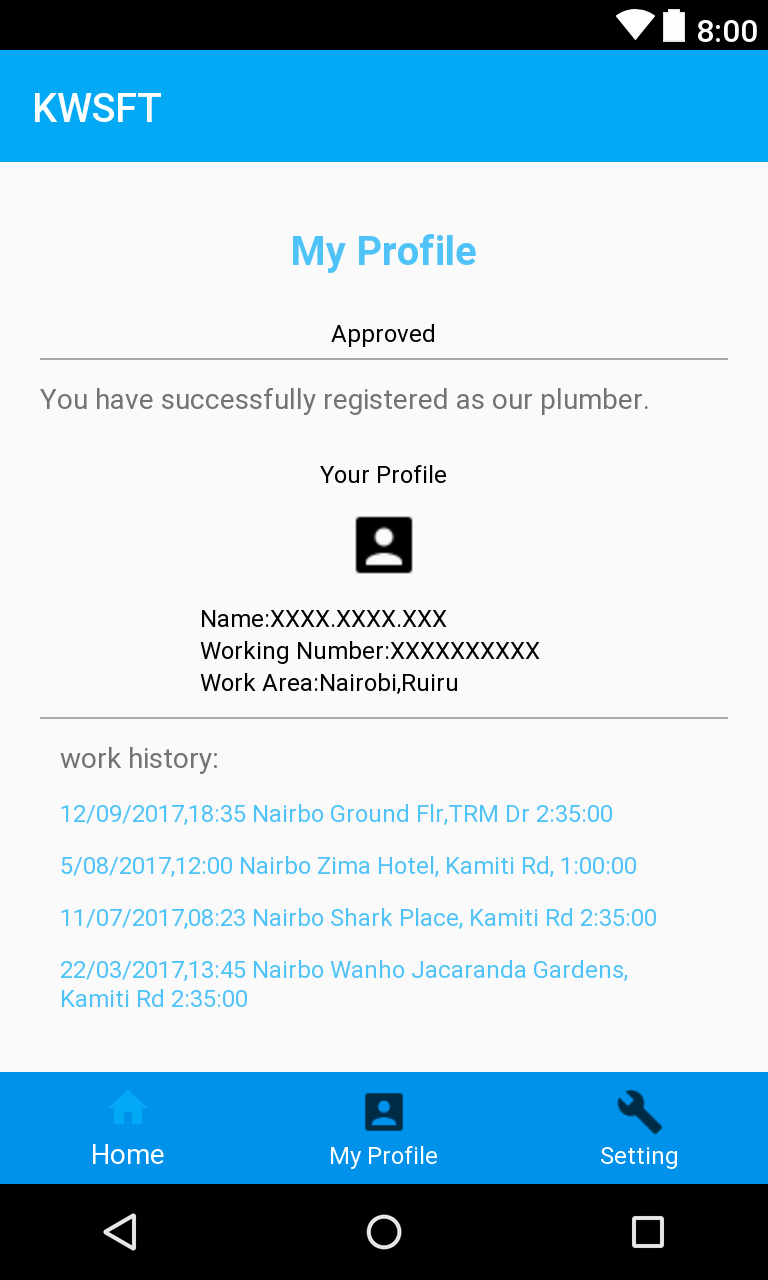 8:00
KWSFT
My Profile
Approved
You have successfully registered as our plumber.
Your Profile
Name:XXXX.XXXX.XXX
Working Number:XXXXXXXXXX
Work Area:Nairobi,Ruiru
work history:
12/09/2017,18:35 Nairbo Ground Flr,TRM Dr 2:35:00
5/08/2017,12:00 Nairbo Zima Hotel, Kamiti Rd, 1:00:00
11/07/2017,08:23 Nairbo Shark Place, Kamiti Rd 2:35:00
22/03/2017,13:45 Nairbo Wanho Jacaranda Gardens,
Kamiti Rd 2:35:00
Home
My Profile
Setting